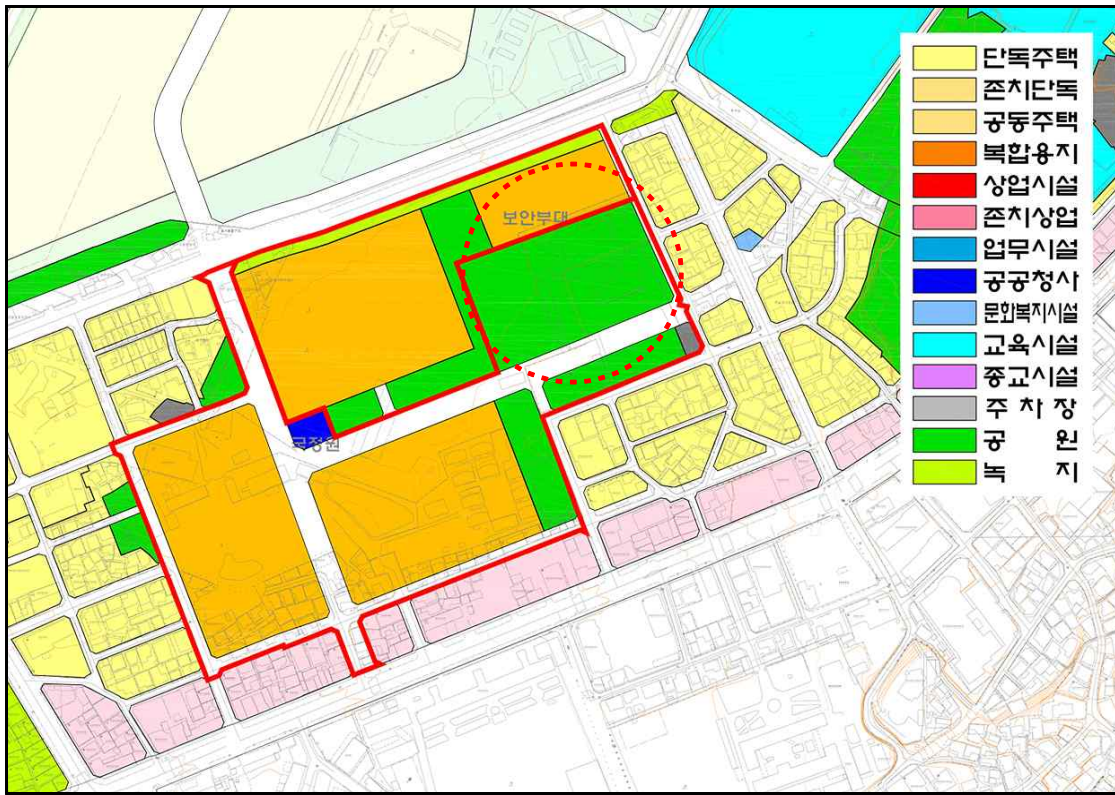 단독주택
존치단독
공동주택
복합용지
상업시설
존치상업
업무시설
공공청사
문화복지시설
교육시설
종교시설
주 차 장
공 원
녹 지
보안부대
국정원